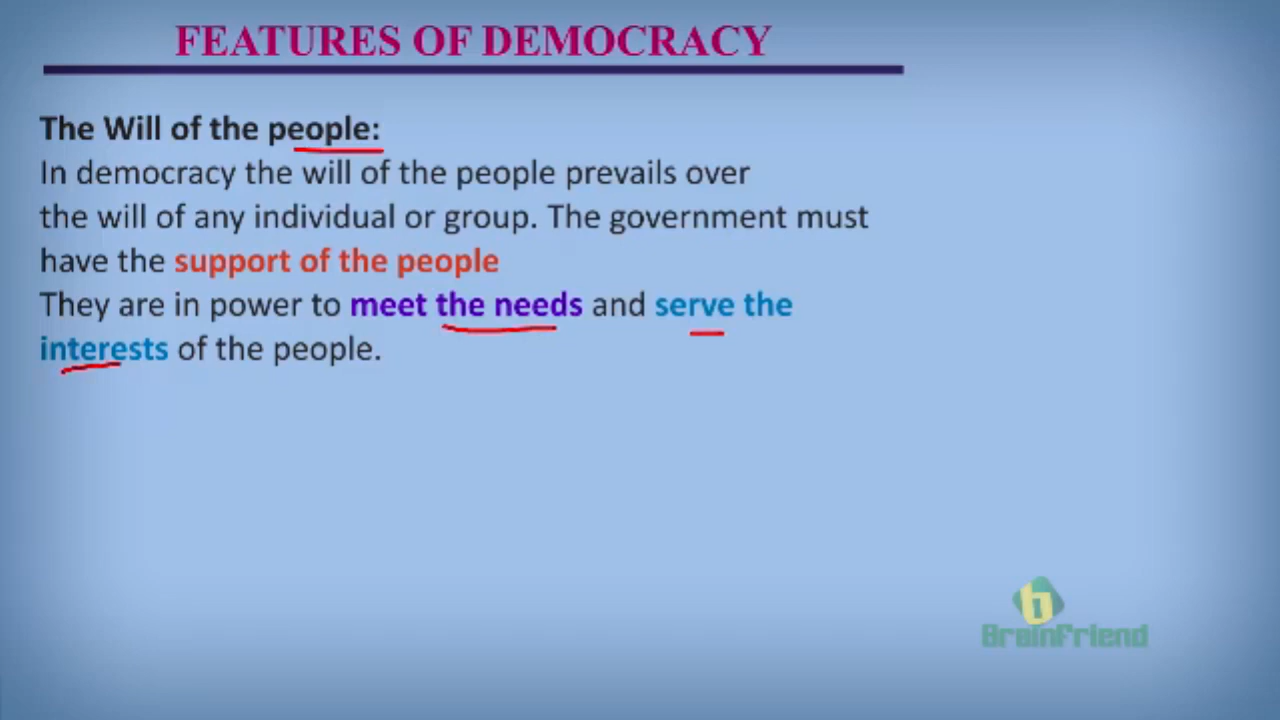 FEATURES OF DEMOCRACY
The Will of the people:
In democracy the will of the people prevails over
the will of any individual or group. The government must
have the support of the people
They are in power to meet the needs and serve the
interests of the people.
b
BrainFriend